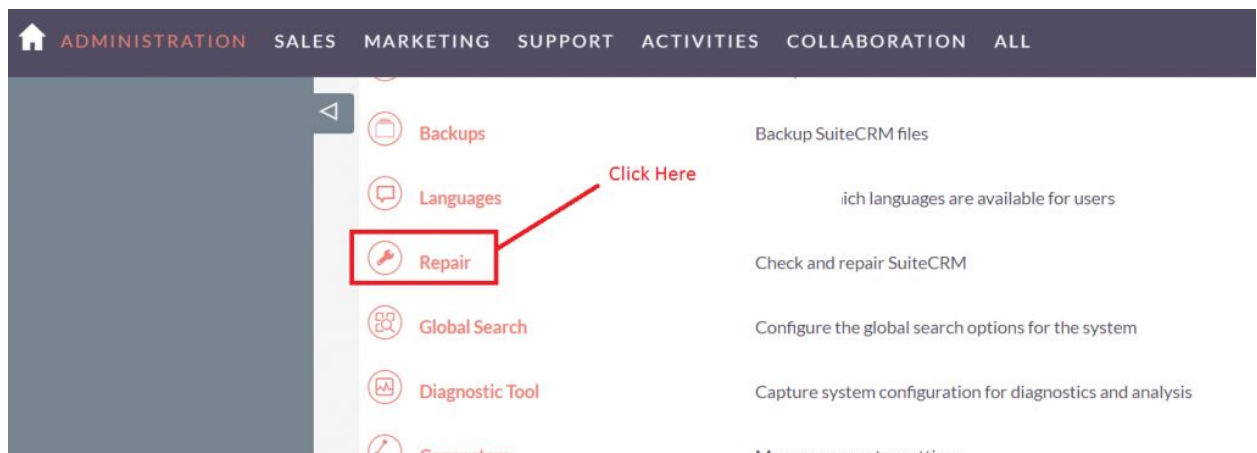 ADMINISTRATION SALES MARKETING SUPPORT ACTIVITIES COLLABORATION ALL
Backups Backup SuiteCRM files
Click Here
Languages ich languages are available for users
Repair Check and repair SuiteCRM
Global Search Configure the global search options for the system
Diagnostic Tool Capture system configuration for diagnostics and analysis